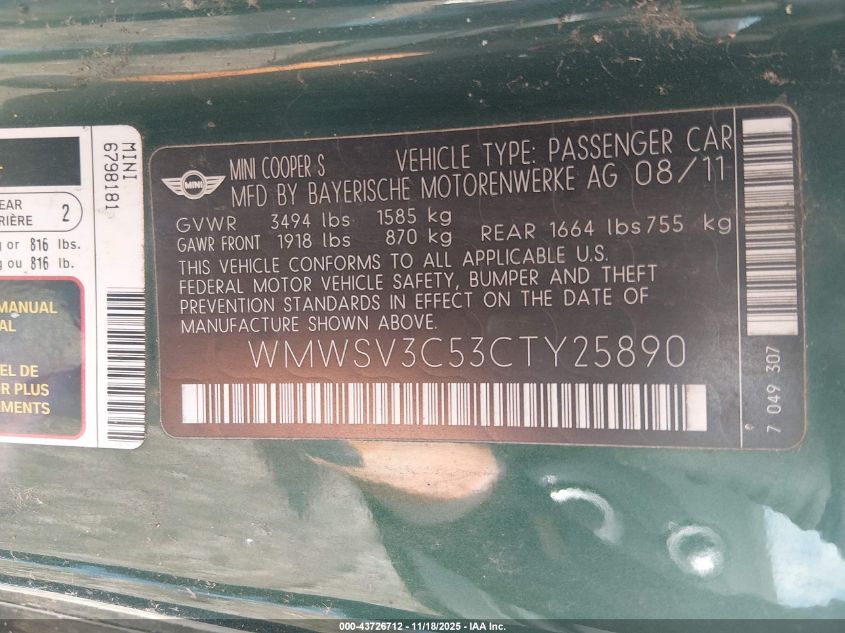 MINI
6798181
EAR
RIÈRE
2
g or 816 lbs.
g ou 816 lb.
MANUAL
AL
EL DE
R PLUS
MENTS
MINI
MINI COOPER S
VEHICLE TYPE: PASSENGER CAR
MFD BY BAYERISCHE MOTORENWERKE AG 08/11
GVWR 3494 lbs 1585 kg
GAWR FRONT 1918 lbs 870 kg REAR 1664 lbs 755 kg
THIS VEHICLE CONFORMS TO ALL APPLICABLE U.S.
FEDERAL MOTOR VEHICLE SAFETY, BUMPER AND THEFT
PREVENTION STANDARDS IN EFFECT ON THE DATE OF
MANUFACTURE SHOWN ABOVE.
WMWSV3C53CTY25890
7 049 307
000-43726712 - 11/18/2025 - IAA Inc.